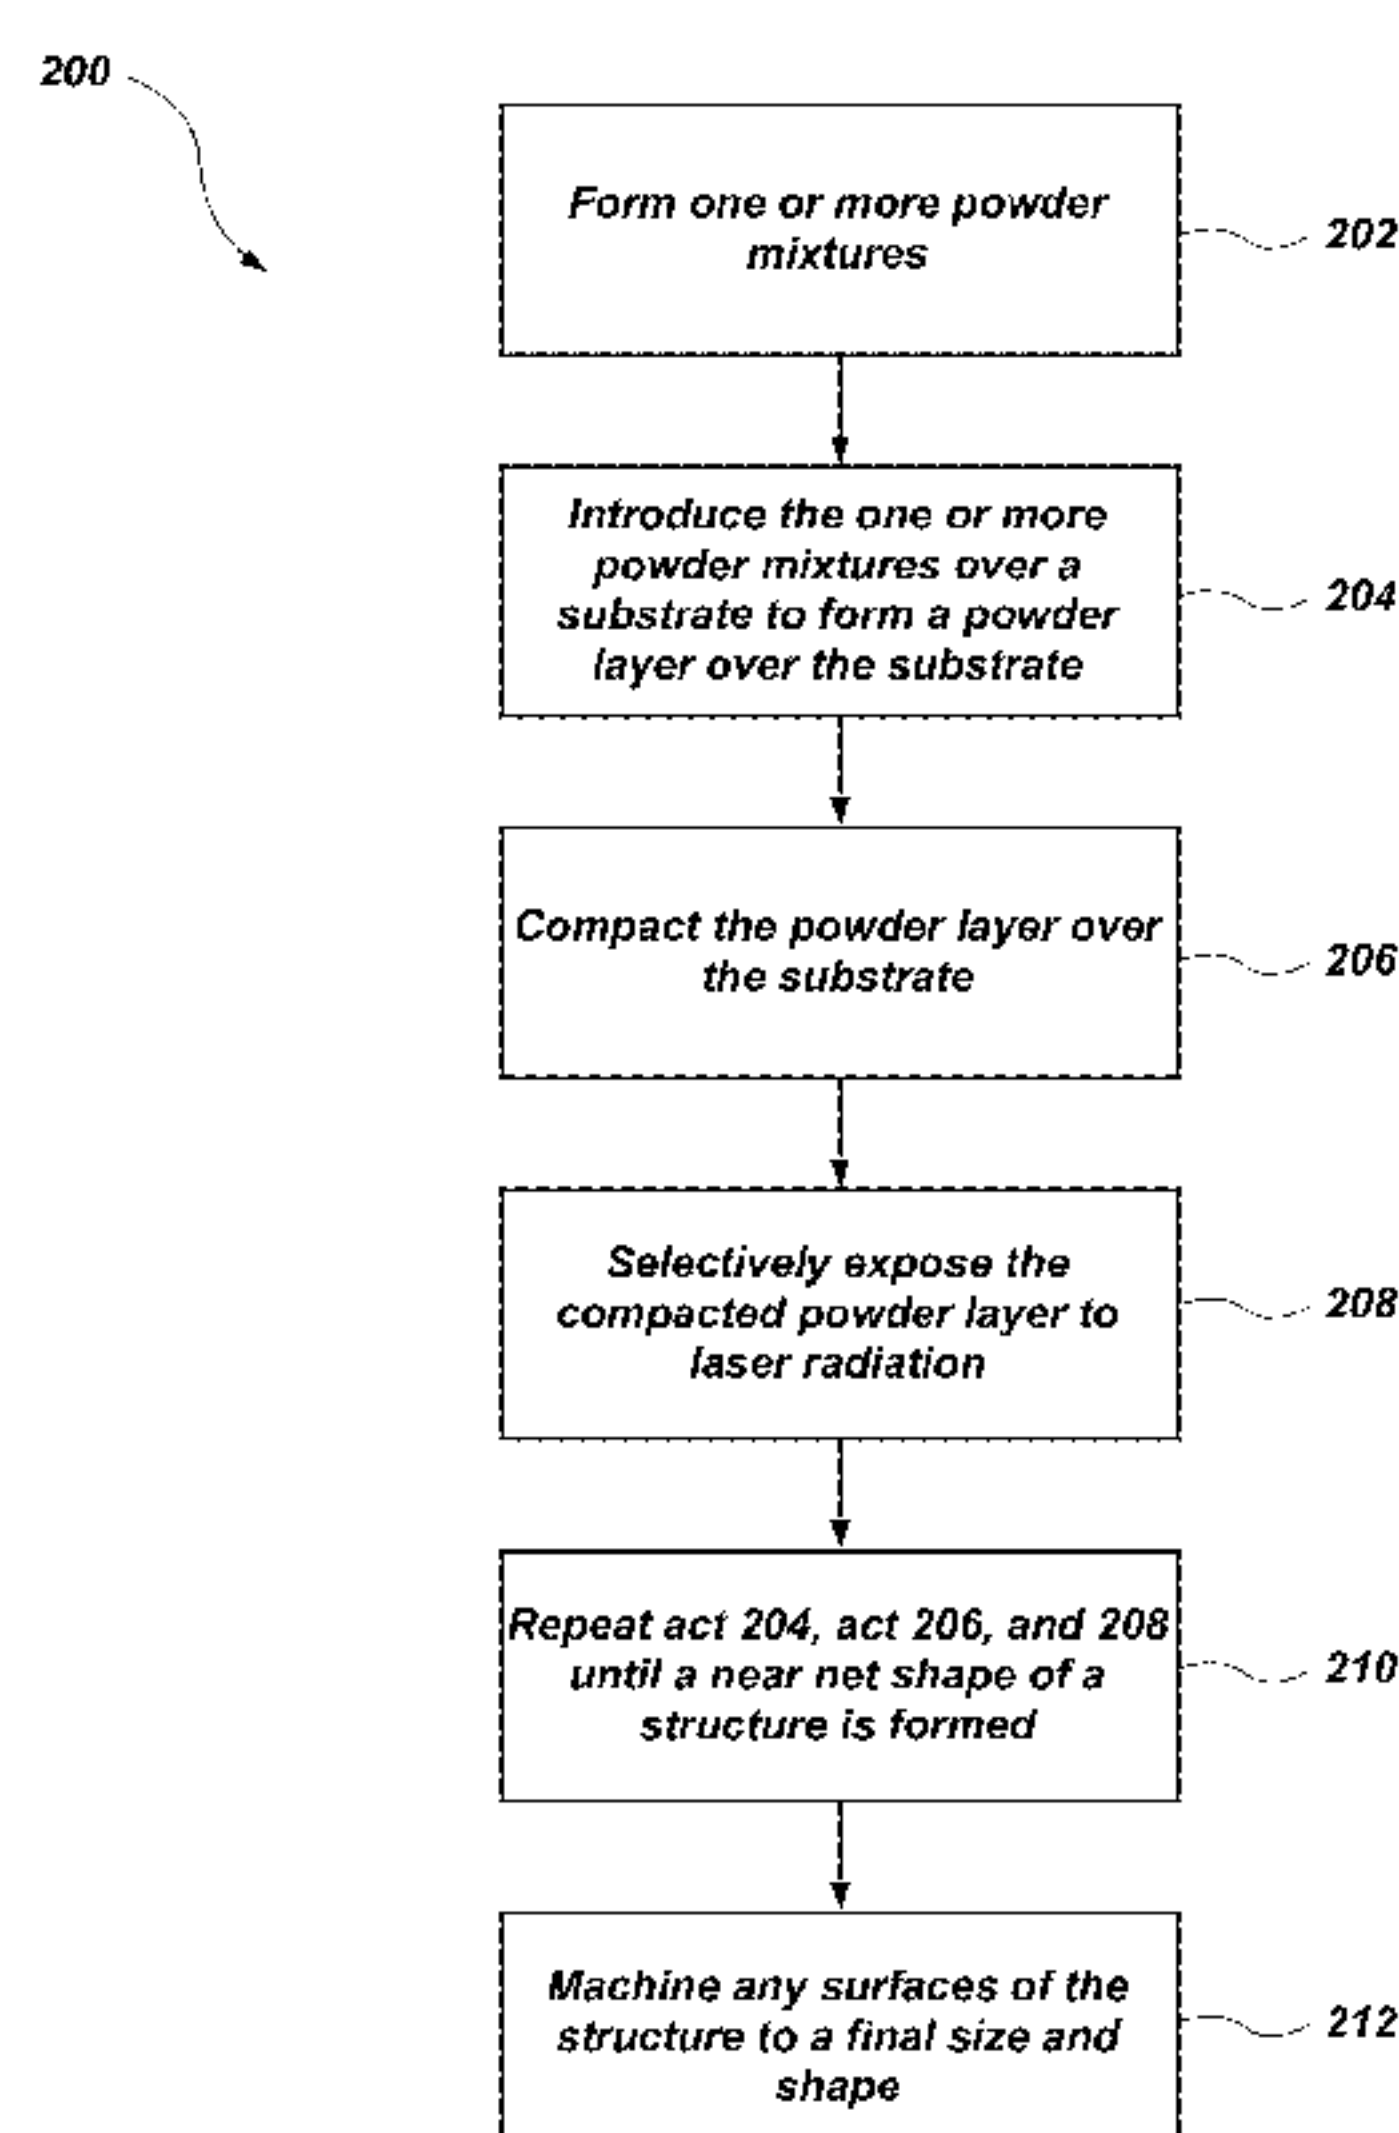 200
Form one or more powder
mixtures
202
Introduce the one or more
powder mixtures over a
substrate to form a powder
layer over the substrate
204
Compact the powder layer over
the substrate
206
Selectively expose the
compacted powder layer to
laser radiation
208
Repeat act 204, act 206, and 208
until a near net shape of a
structure is formed
210
Machine any surfaces of the
structure to a final size and
shape
212